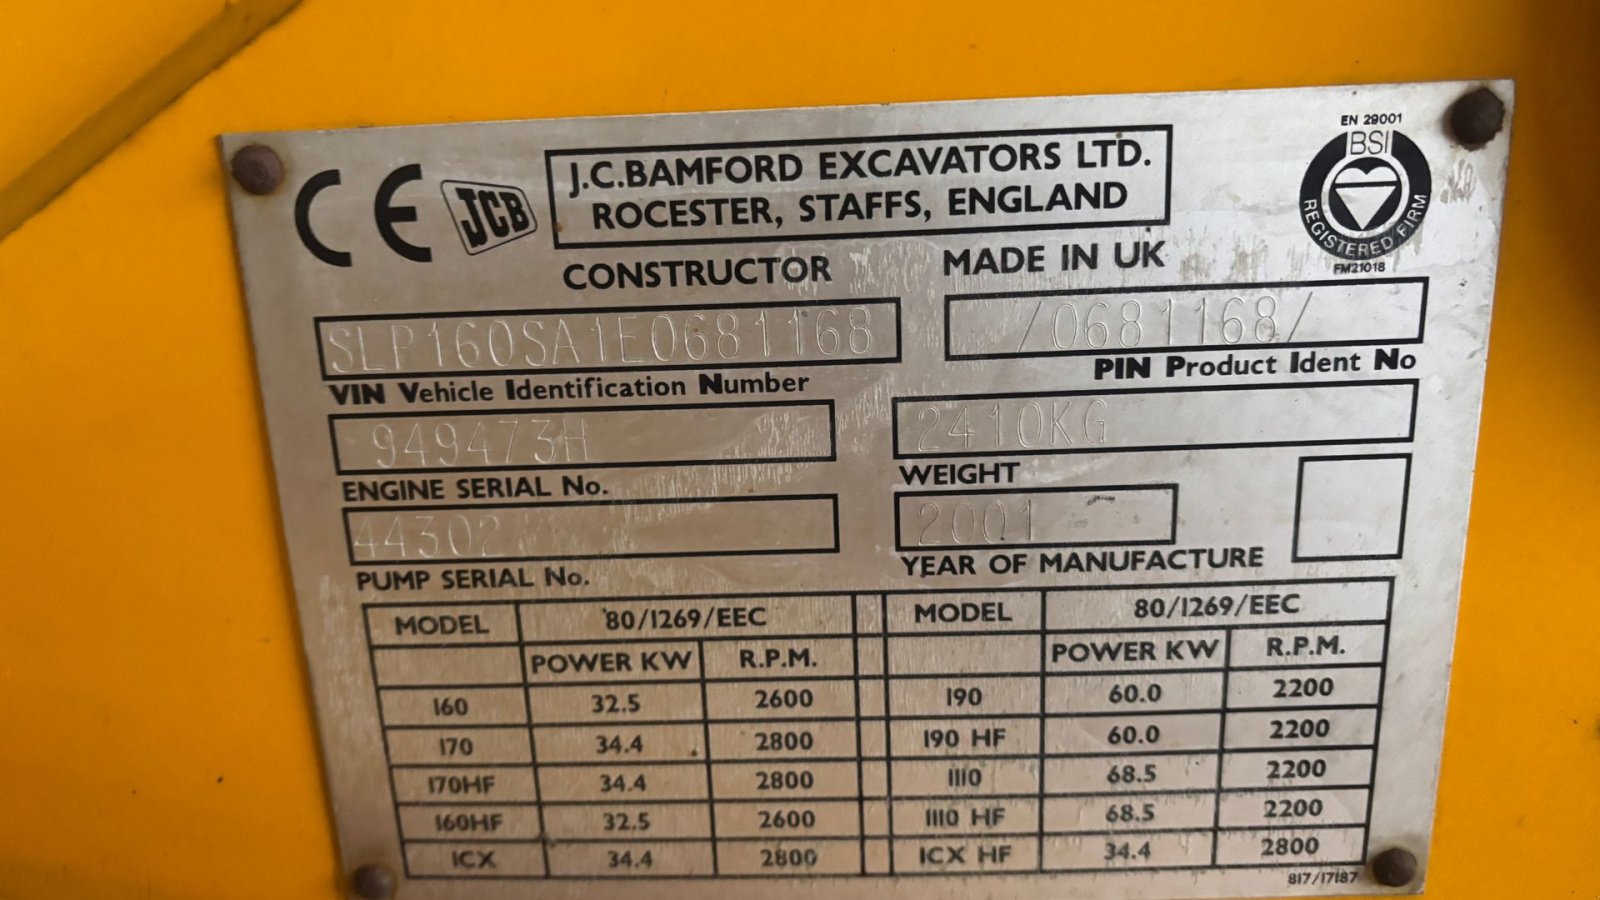 CE JCB J.C.BAMFORD EXCAVATORS LTD.
ROCESTER, STAFFS, ENGLAND
EN 29001
BSI
REGISTERED FIRM
FM21018
CONSTRUCTOR MADE IN UK
SLP160SA1E0681168 /0681168/
VIN Vehicle Identification Number PIN Product Ident No
949473H 2410KG
ENGINE SERIAL No. WEIGHT
44302 2001
PUMP SERIAL No. YEAR OF MANUFACTURE
MODEL 80/1269/EEC MODEL 80/1269/EEC
POWER KW R.P.M. POWER KW R.P.M.
160 32.5 2600 190 60.0 2200
170 34.4 2800 190 HF 60.0 2200
170HF 34.4 2800 1110 68.5 2200
160HF 32.5 2600 1110 HF 68.5 2200
1CX 34.4 2800 1CX HF 34.4 2800
817/17187